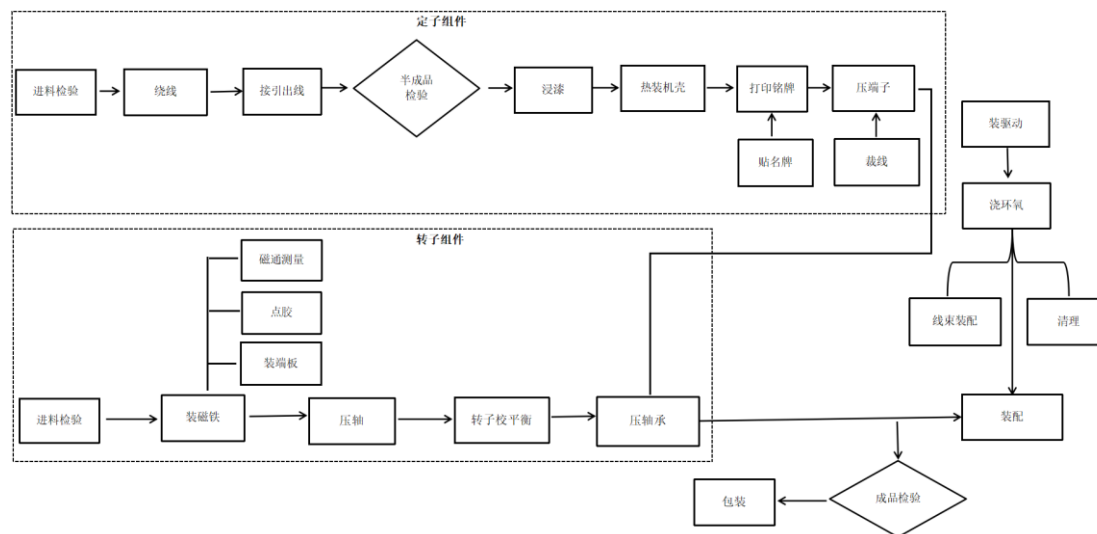 定子组件
进料检验
绕线
接引出线
半成品
检验
浸漆
热装机壳
打印铭牌
压端子
贴名牌
裁线
装驱动
浇环氧
线束装配
清理
转子组件
磁通测量
点胶
装端板
进料检验
装磁铁
压轴
转子校平衡
压轴承
装配
成品检验
包装